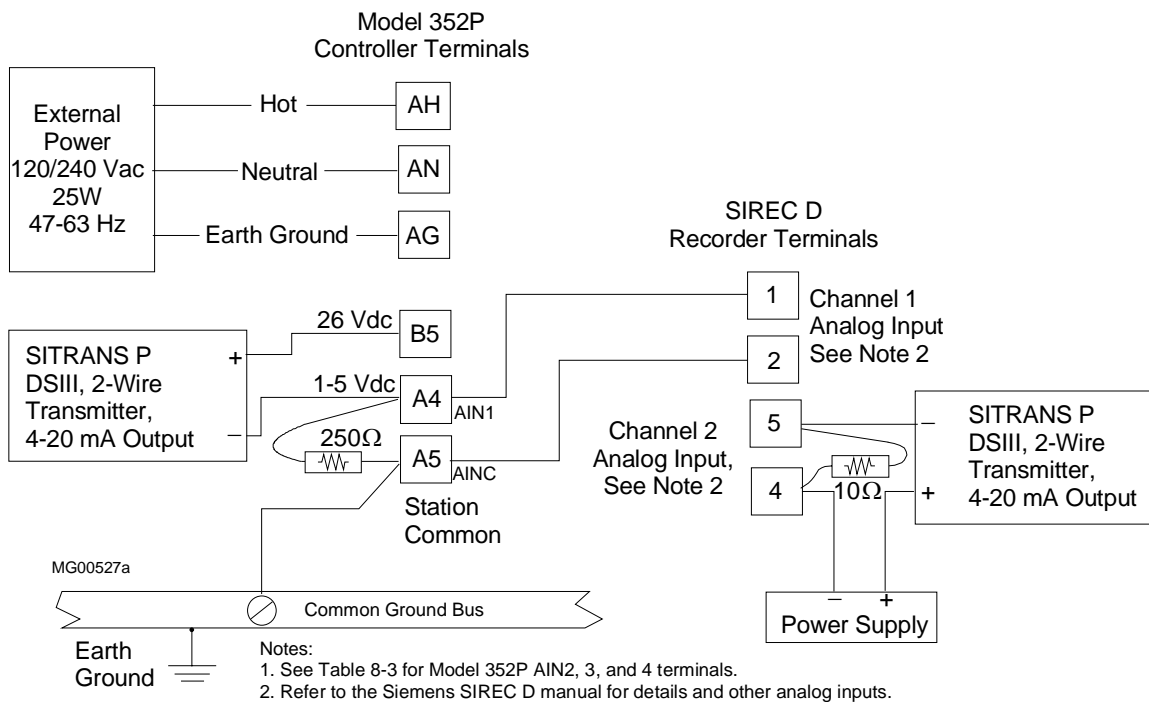 Model 352P
Controller Terminals
External
Power
120/240 Vac
25W
47-63 Hz
Hot
AH
Neutral
AN
Earth Ground
AG
SIREC D
Recorder Terminals
1
2
Channel 1
Analog Input
See Note 2
SITRANS P
DSIII, 2-Wire
Transmitter,
4-20 mA Output
+
−
26 Vdc
B5
1-5 Vdc
A4
AIN1
250Ω
A5
AINC
Station
Common
Channel 2
Analog Input,
See Note 2
5
4
10Ω
−
+
SITRANS P
DSIII, 2-Wire
Transmitter,
4-20 mA Output
− +
Power Supply
MG00527a
Common Ground Bus
Earth
Ground
Notes:
1. See Table 8-3 for Model 352P AIN2, 3, and 4 terminals.
2. Refer to the Siemens SIREC D manual for details and other analog inputs.